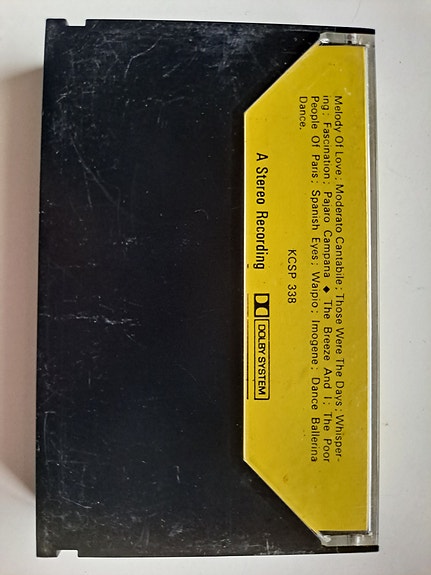 Melody Of Love; Moderato Cantabile; Those Were The Days; Whisper-
ing; Fascination; Pajaro Campana ◆ The Breeze And I; The Poor
People Of Paris; Spanish Eyes; Waipio; Imogene; Dance Ballerina
Dance.
KCSP 338
A Stereo Recording
DOLBY SYSTEM